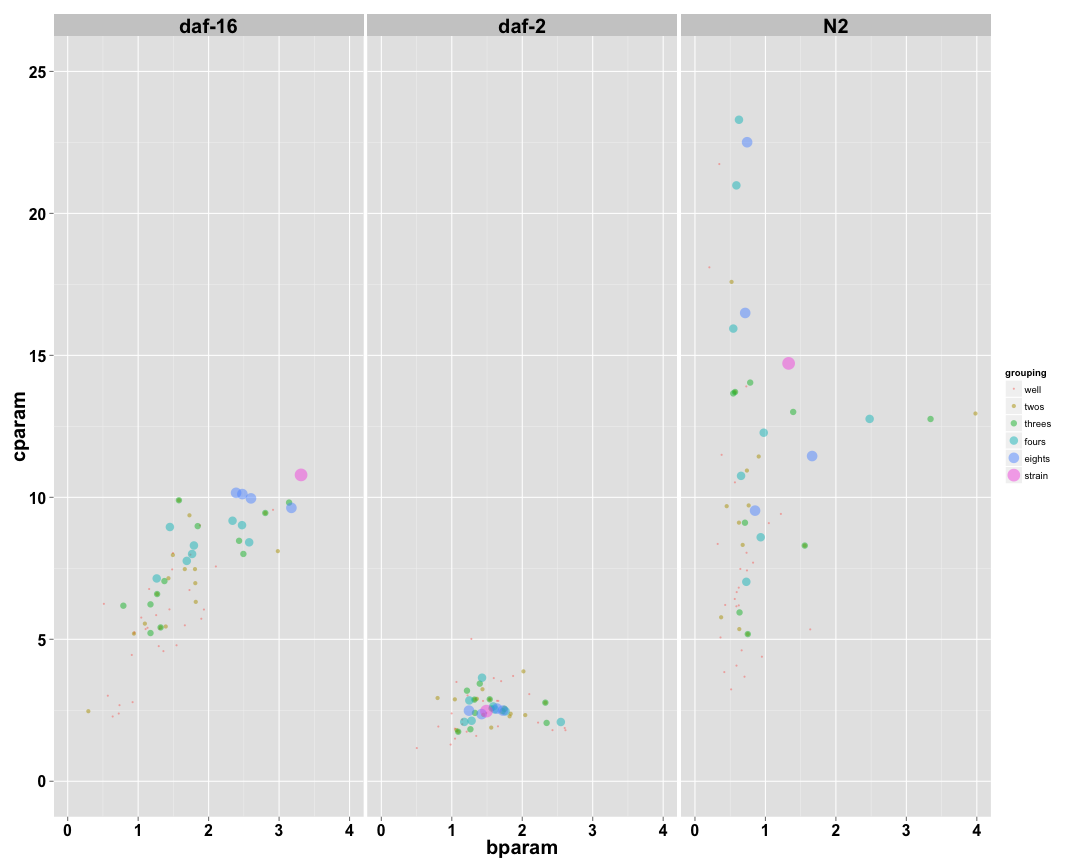 daf-16 daf-2 N2
25
20
15
10
5
0
cparam
0 1 2 3 4 0 1 2 3 4 0 1 2 3 4
bparam
grouping
well
twos
threes
fours
eights
strain